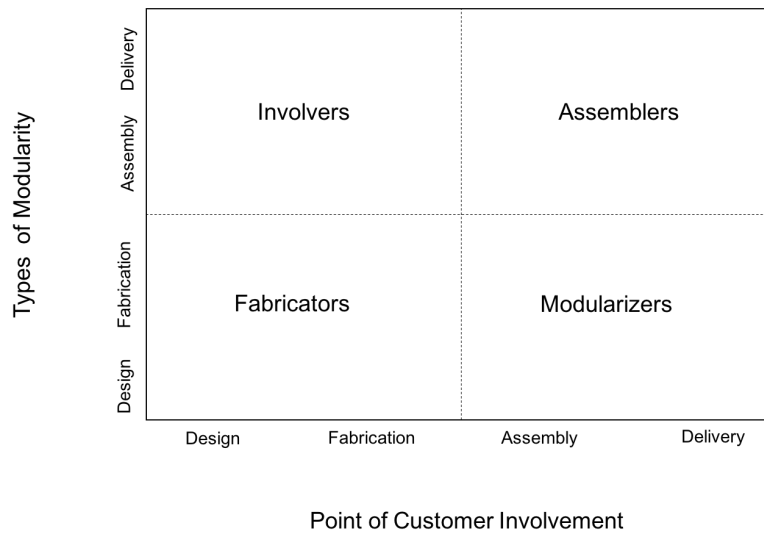 Types of Modularity
Delivery
Assembly
Fabrication
Design
Involvers
Assemblers
Fabricators
Modularizers
Design
Fabrication
Assembly
Delivery
Point of Customer Involvement